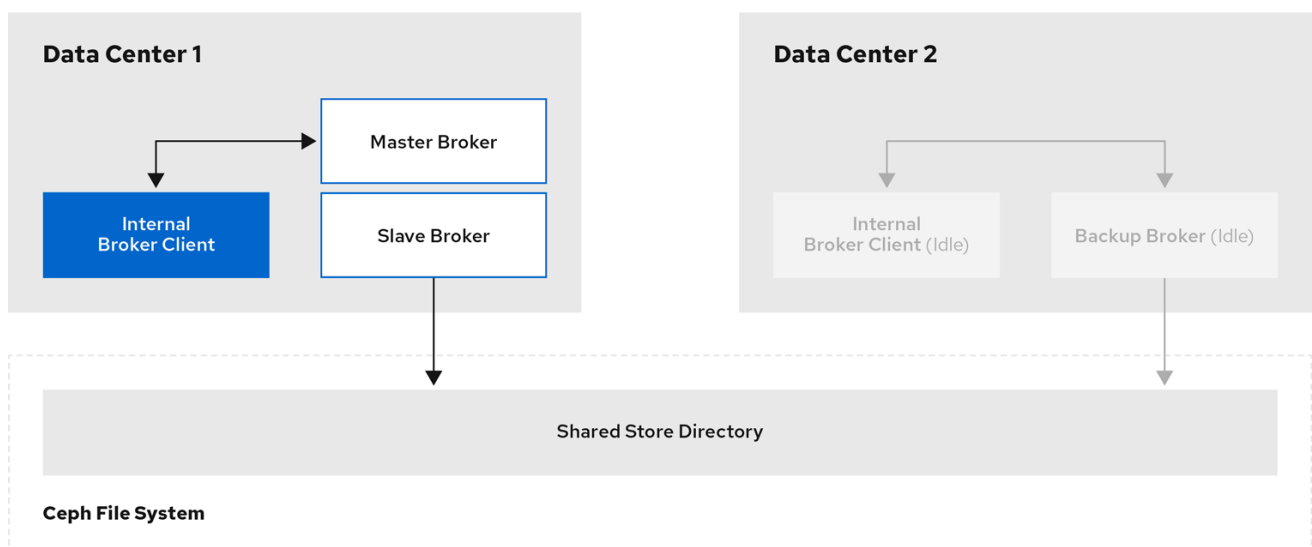 Data Center 1
Data Center 2
Master Broker
Internal
Broker Client
Slave Broker
Internal
Broker Client (Idle)
Backup Broker (Idle)
Shared Store Directory
Ceph File System